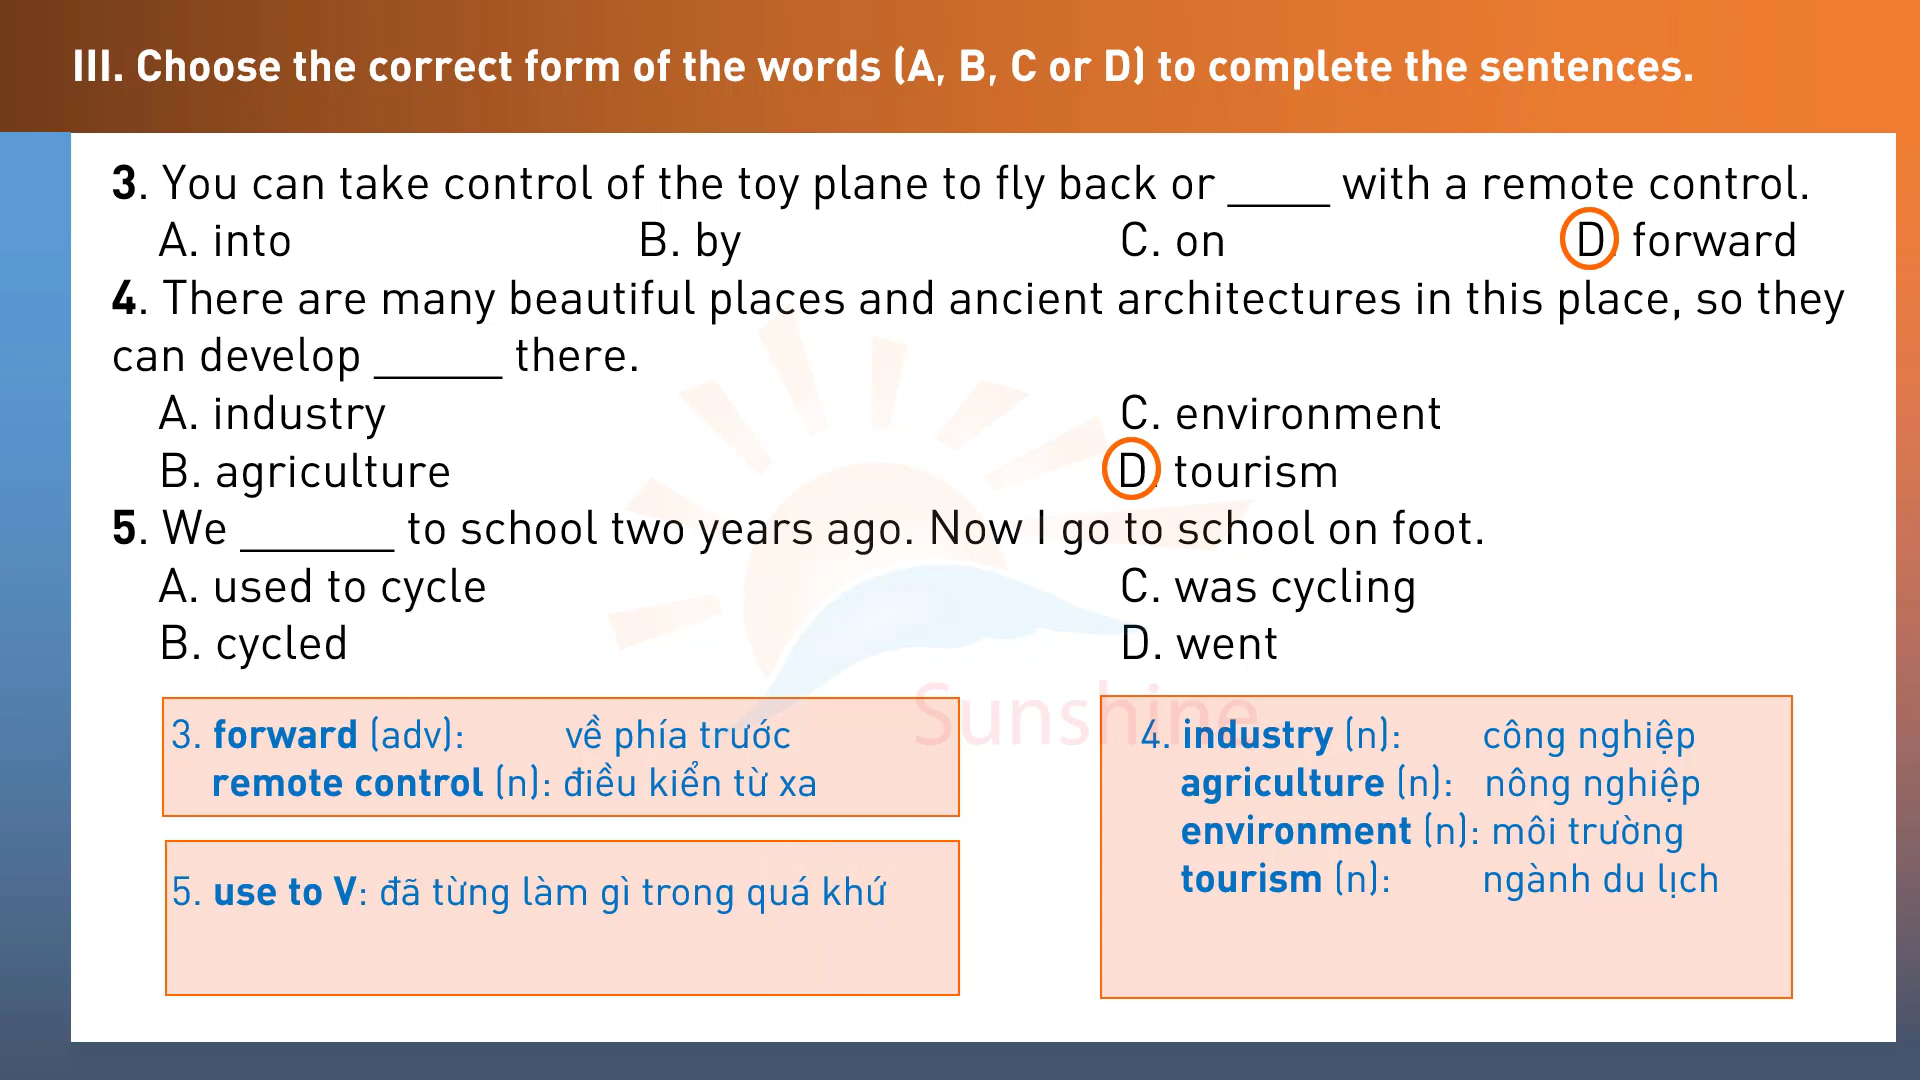 III. Choose the correct form of the words (A, B, C or D) to complete the sentences.
3. You can take control of the toy plane to fly back or ____ with a remote control.
A. into B. by C. on D. forward
4. There are many beautiful places and ancient architectures in this place, so they
can develop _____ there.
A. industry C. environment
B. agriculture D. tourism
5. We ______ to school two years ago. Now I go to school on foot.
A. used to cycle C. was cycling
B. cycled D. went
Sunshine
3. forward (adv): về phía trước
remote control (n): điều kiển từ xa
5. use to V: đã từng làm gì trong quá khứ
4. industry (n): công nghiệp
agriculture (n): nông nghiệp
environment (n): môi trường
tourism (n): ngành du lịch